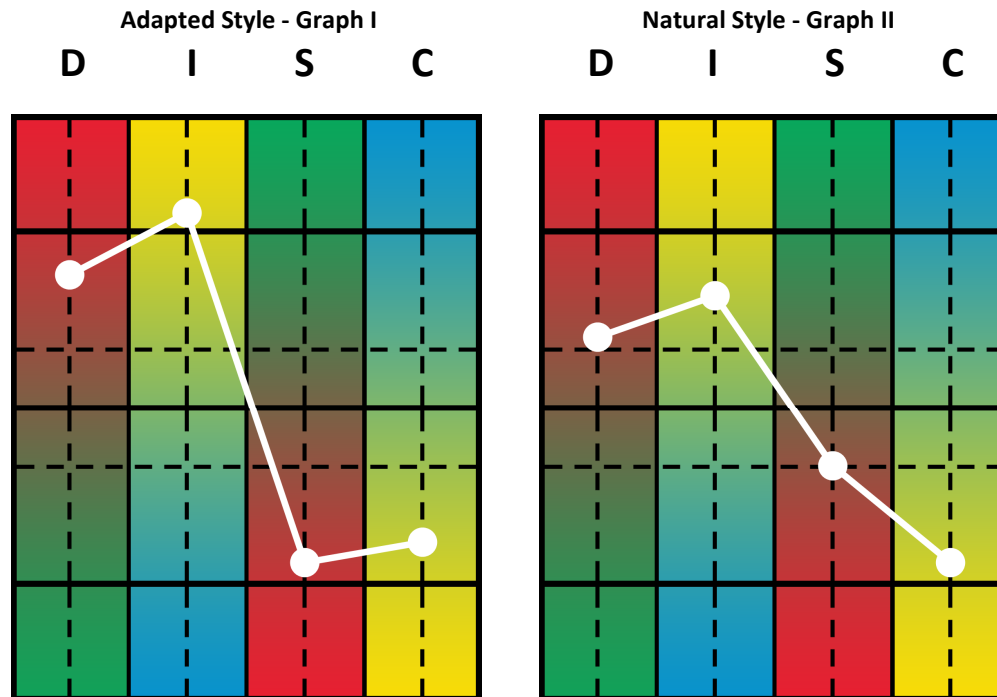 Adapted Style - Graph I
D I S C
Natural Style - Graph II
D I S C